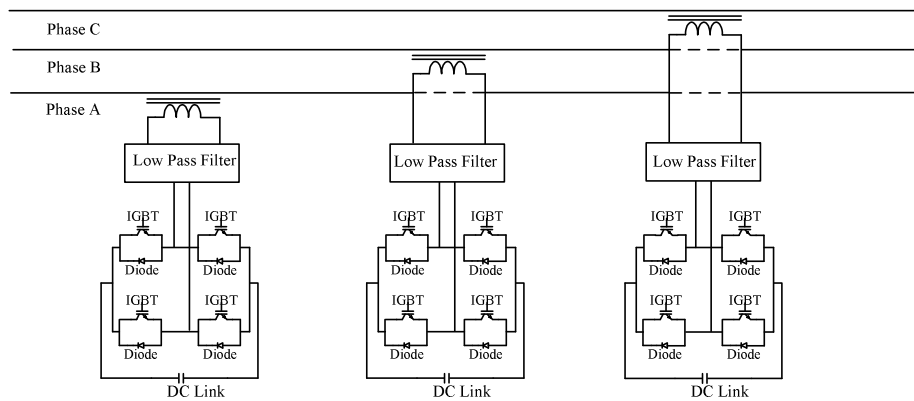 Phase C
Phase B
Phase A
Low Pass Filter
Low Pass Filter
Low Pass Filter
IGBT
IGBT
IGBT
IGBT
IGBT
IGBT
Diode
Diode
Diode
Diode
Diode
Diode
IGBT
IGBT
IGBT
IGBT
IGBT
IGBT
Diode
Diode
Diode
Diode
Diode
Diode
DC Link
DC Link
DC Link